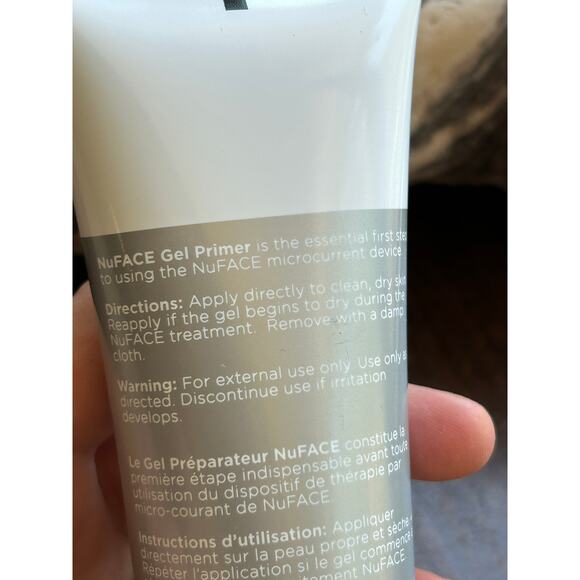 NuFACE Gel Primer is the essential first step
to using the NuFACE microcurrent device
Directions: Apply directly to clean, dry skin
Reapply if the gel begins to dry during the
NuFACE treatment. Remove with a damp
cloth.
Warning: For external use only. Use only as
directed. Discontinue use if irritation
develops.
Le Gel Préparateur NuFACE constitue la
première étape indispensable avant toute
utilisation du dispositif de thérapie par
micro-courant de NuFACE.
Instructions d'utilisation: Appliquer
directement sur la peau propre et sèche.
Répéter l'application si le gel commence
NuFACE